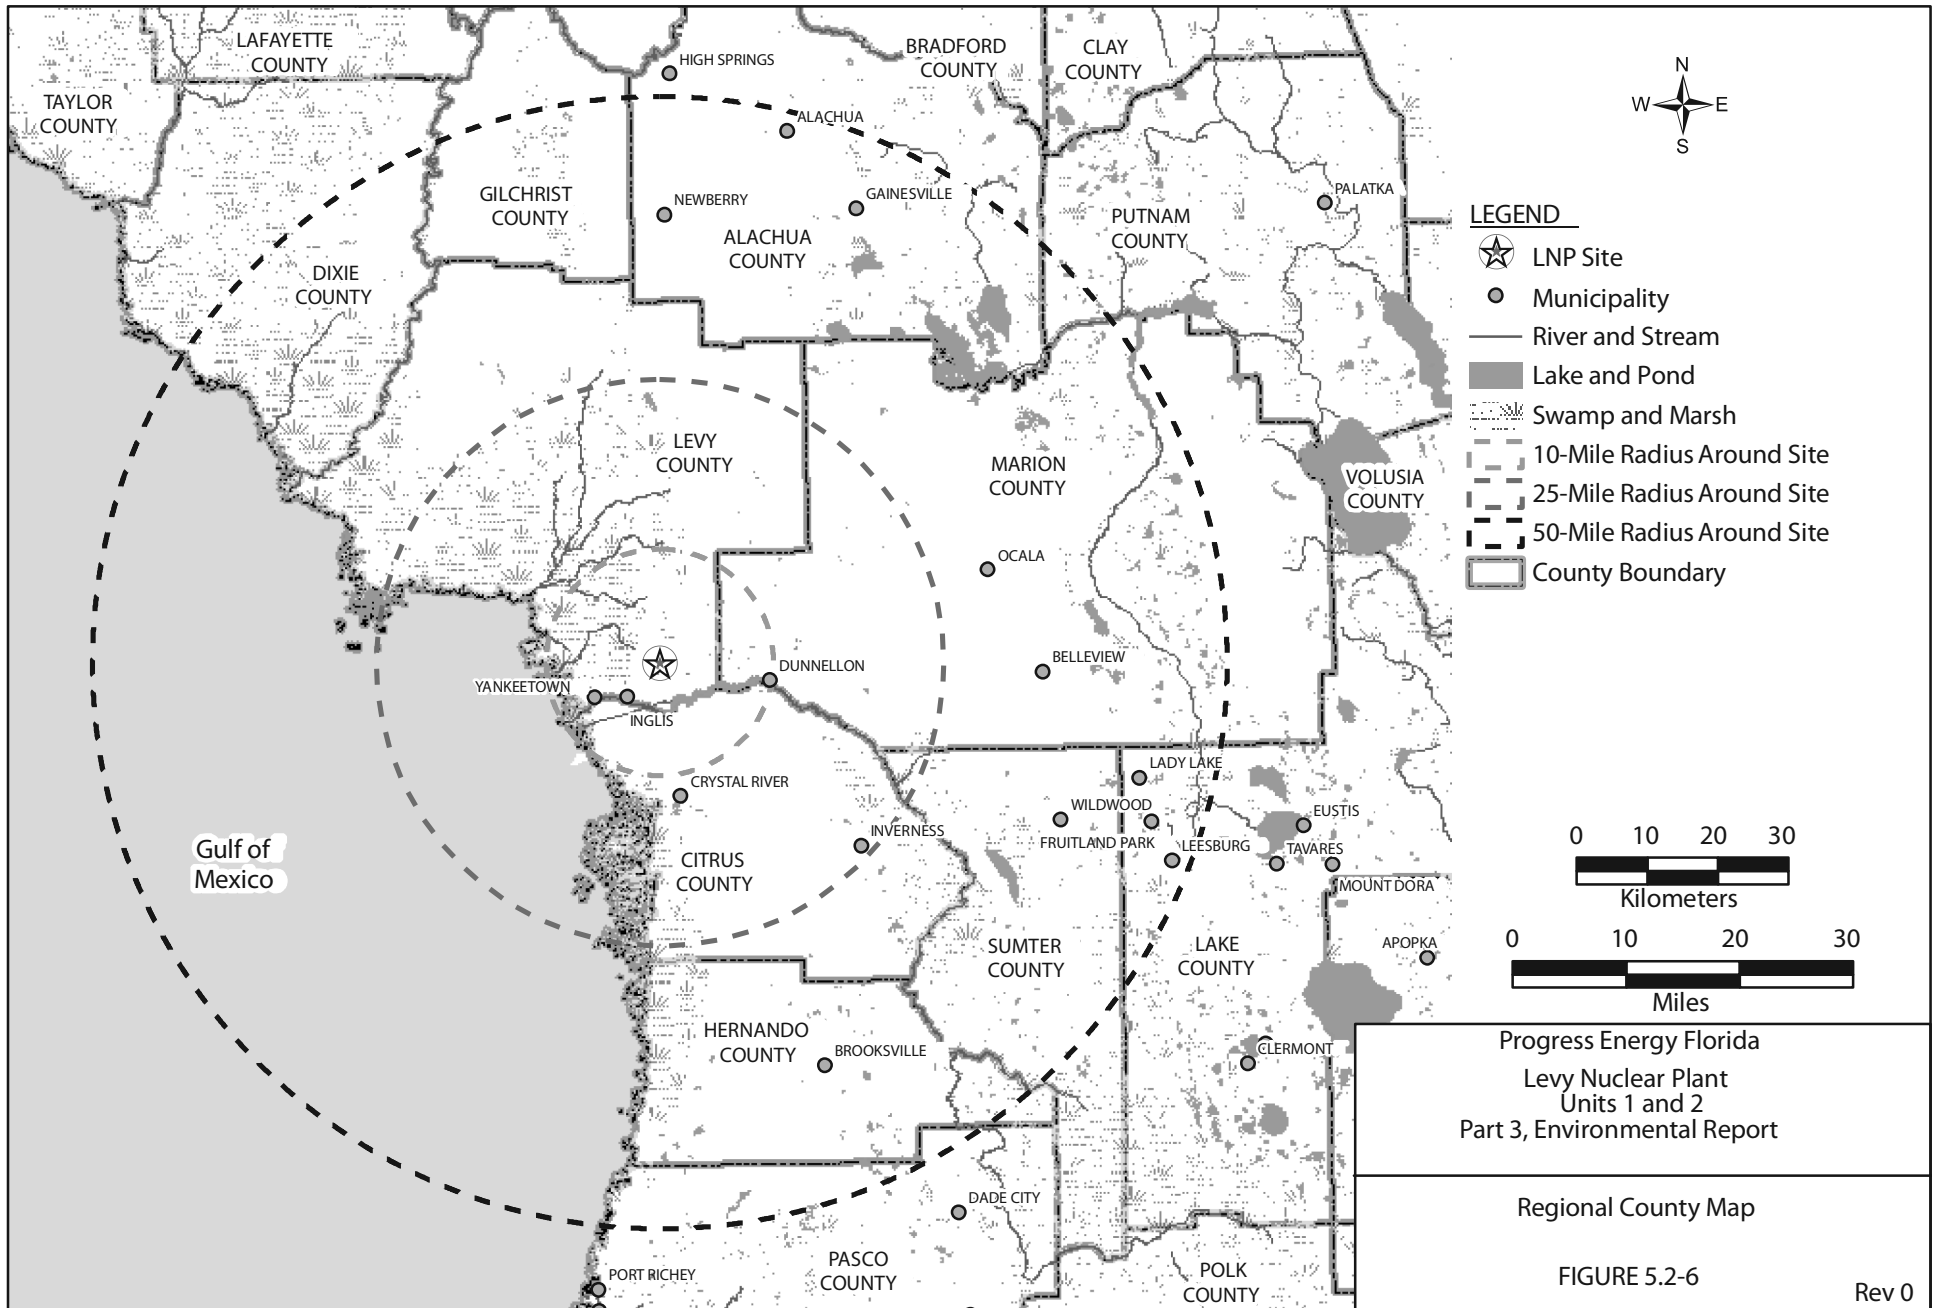 LAFAYETTE
COUNTY
TAYLOR
COUNTY
HIGH SPRINGS
BRADFORD
COUNTY
CLAY
COUNTY
ALACHUA
GILCHRIST
COUNTY
NEWBERRY
GAINESVILLE
ALACHUA
COUNTY
PUTNAM
COUNTY
PALATKA
DIXIE
COUNTY
LEVY
COUNTY
MARION
COUNTY
VOLUSIA
COUNTY
OCALA
BELLEVIEW
DUNNELLON
YANKEETOWN
INGLIS
CRYSTAL RIVER
INVERNESS
CITRUS
COUNTY
LADY LAKE
WILDWOOD
FRUITLAND PARK
LEESBURG
EUSTIS
TAVARES
MOUNT DORA
APOPKA
SUMTER
COUNTY
LAKE
COUNTY
Gulf of
Mexico
HERNANDO
COUNTY
BROOKSVILLE
CLERMONT
DADE CITY
PASCO
COUNTY
PORT RICHEY
POLK
COUNTY
N
W E
S
LEGEND
LNP Site
Municipality
River and Stream
Lake and Pond
Swamp and Marsh
10-Mile Radius Around Site
25-Mile Radius Around Site
50-Mile Radius Around Site
County Boundary
0 10 20 30
Kilometers
0 10 20 30
Miles
Progress Energy Florida
Levy Nuclear Plant
Units 1 and 2
Part 3, Environmental Report
Regional County Map
FIGURE 5.2-6
Rev 0